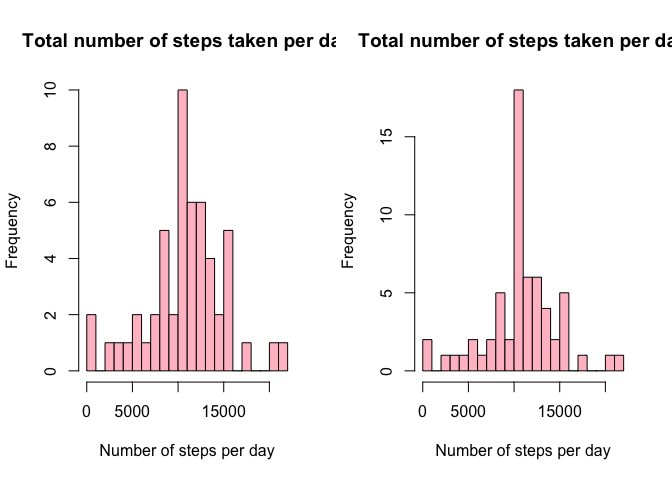 Total number of steps taken per da
10
8
6
4
2
0
Frequency
0 5000 15000
Number of steps per day
Total number of steps taken per da
15
10
5
0
Frequency
0 5000 15000
Number of steps per day